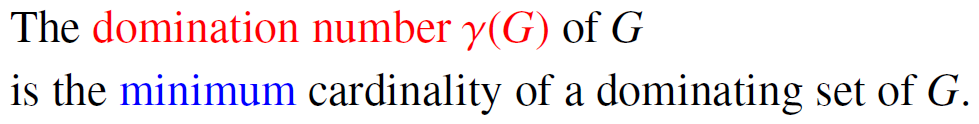 The domination number γ(G) of G
is the minimum cardinality of a dominating set of G.